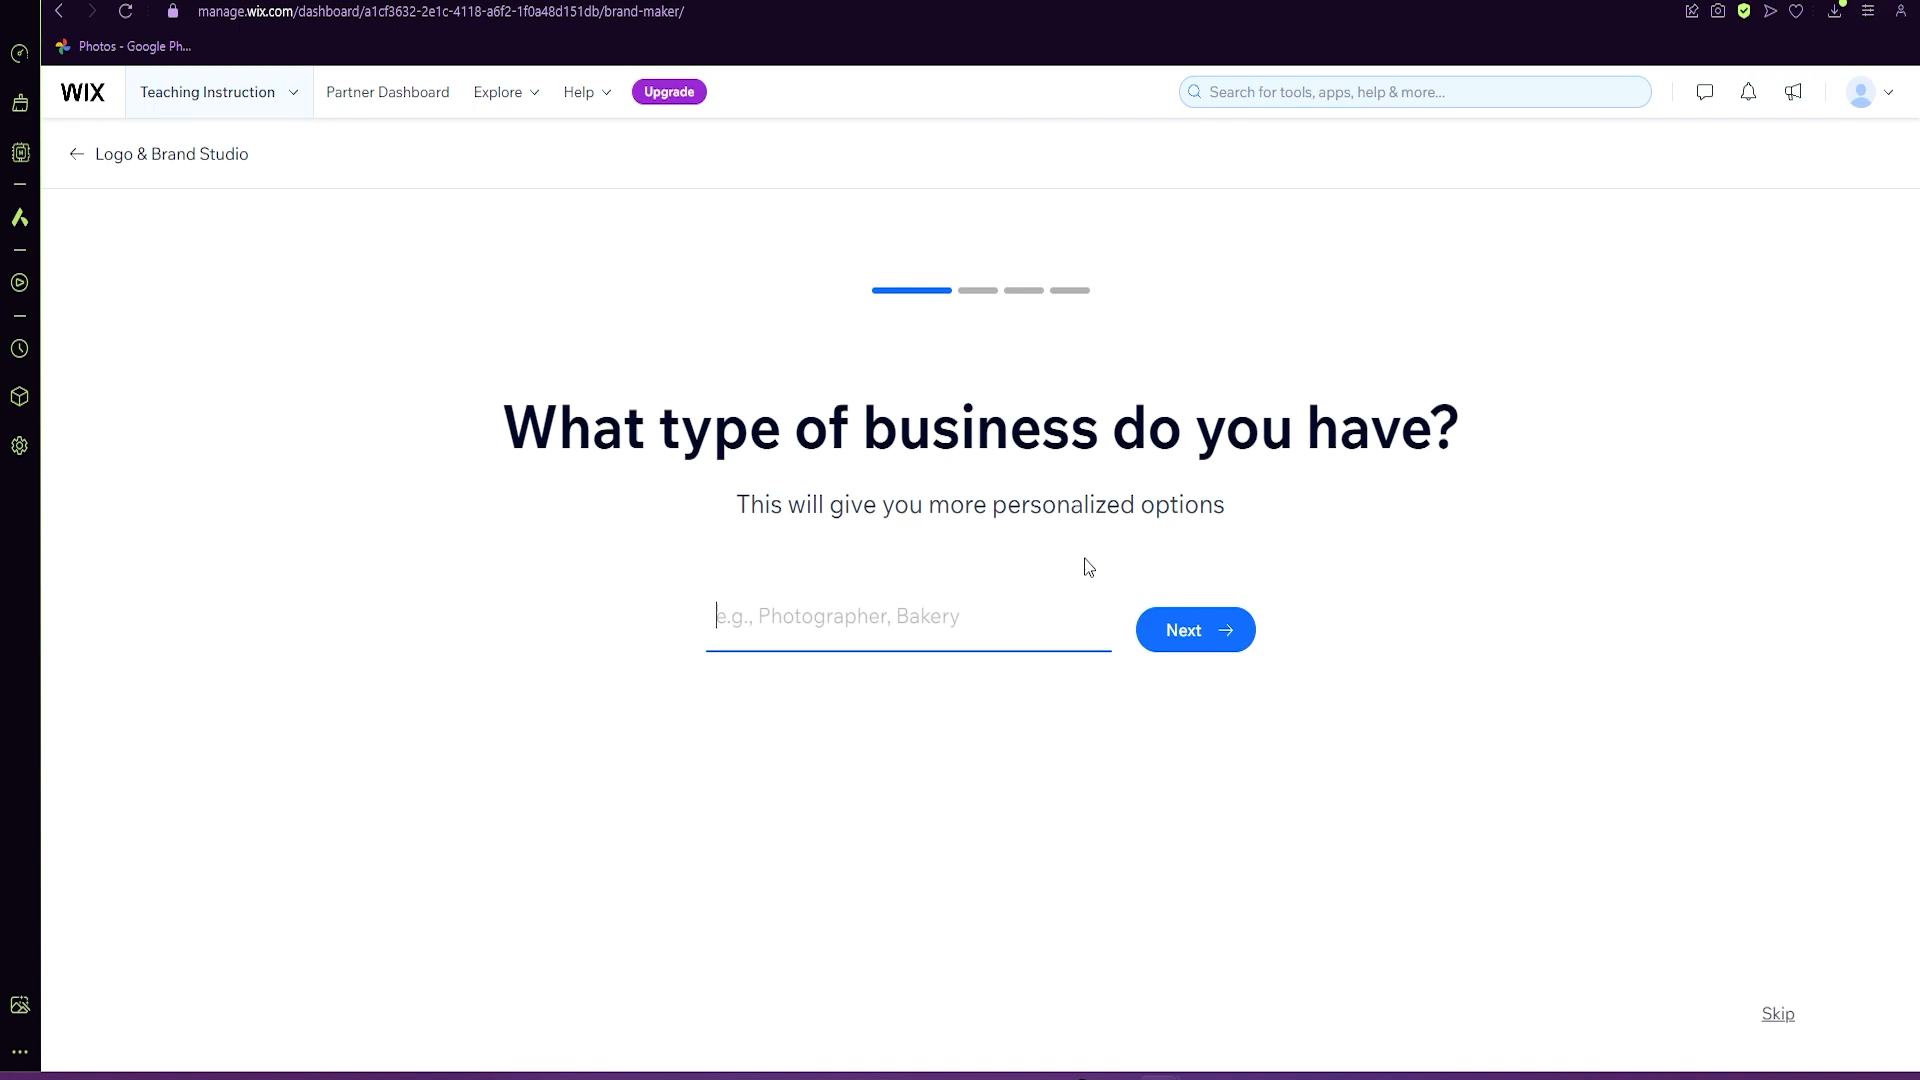 manage.wix.com/dashboard/a1cf3632-2e1c-4118-a6f2-1f0a48d151db/brand-maker/
Photos - Google Ph...
WIX
Teaching Instruction
Partner Dashboard
Explore
Help
Upgrade
Search for tools, apps, help & more...
Logo & Brand Studio
What type of business do you have?
This will give you more personalized options
e.g., Photographer, Bakery
Next
Skip